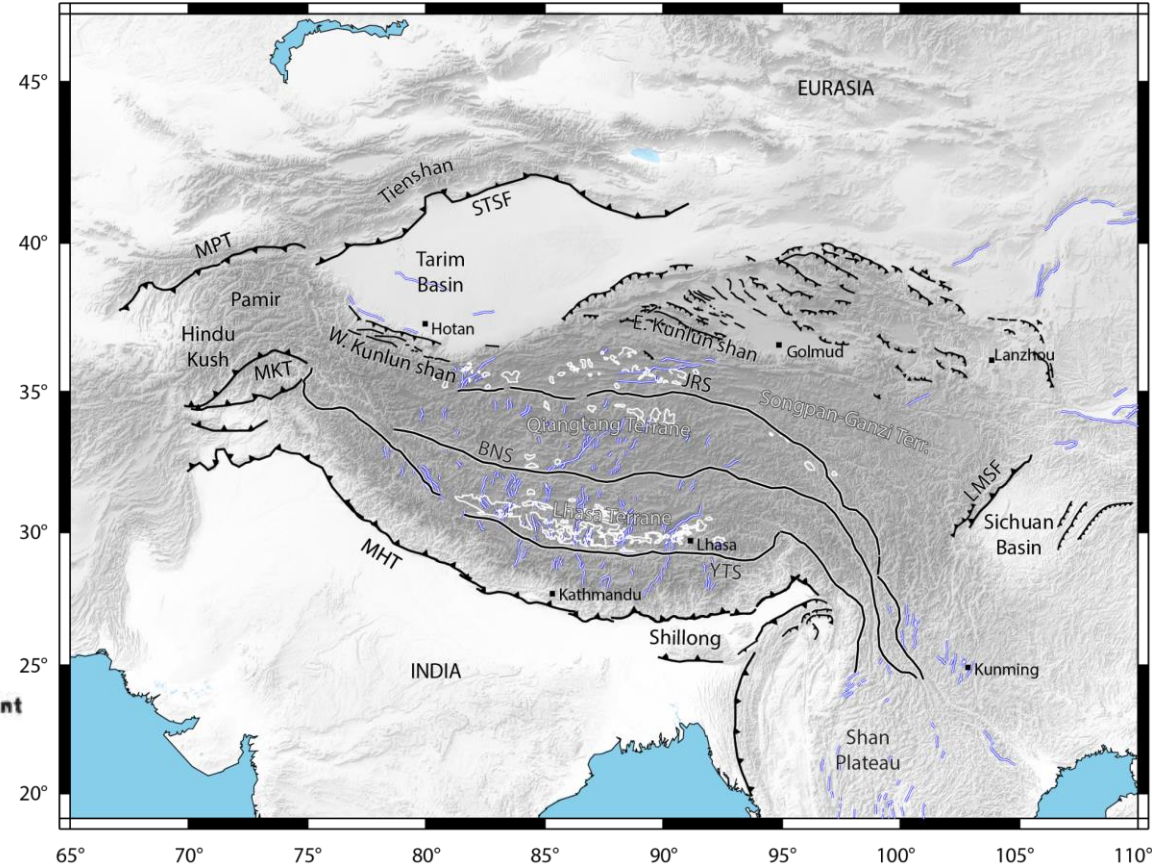 45°
EURASIA
Tienshan
STSF
40°
MPT
Tarim
Basin
Pamir
Hotan
Hindu
Kush
W. Kunlun shan
E. Kunlun shan
Golmud
Lanzhou
MKT
35°
JRS
Songpan-Ganzi Terr.
Qiangtang Terrane
BNS
LMSF
Lhasa Terrane
30°
Sichuan
Basin
Lhasa
MHT
YTS
Kathmandu
Shillong
25°
INDIA
Kunming
nt
Shan
Plateau
20°
65°
70°
75°
80°
85°
90°
95°
100°
105°
110°